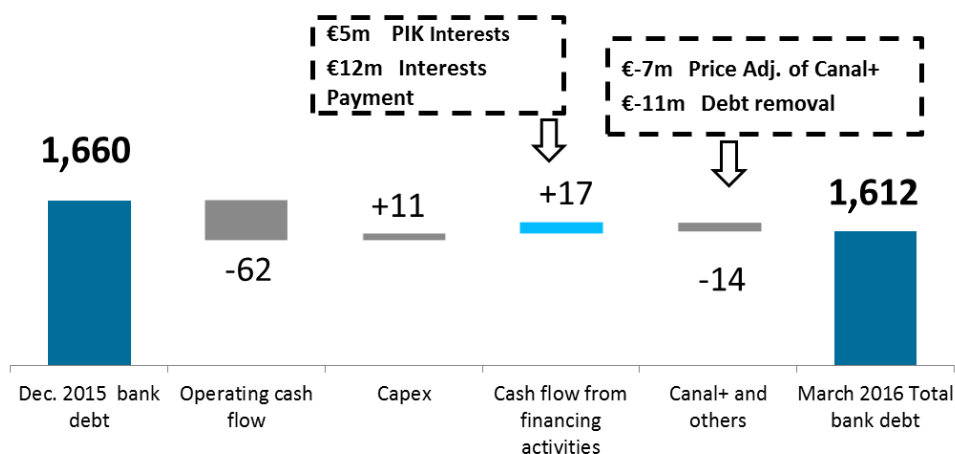 €5m PIK Interests
€12m Interests
Payment
€-7m Price Adj. of Canal+
€-11m Debt removal
1,660
-62
+11
+17
-14
1,612
Dec. 2015 bank
debt
Operating cash
flow
Capex
Cash flow from
financing
activities
Canal+ and
others
March 2016 Total
bank debt